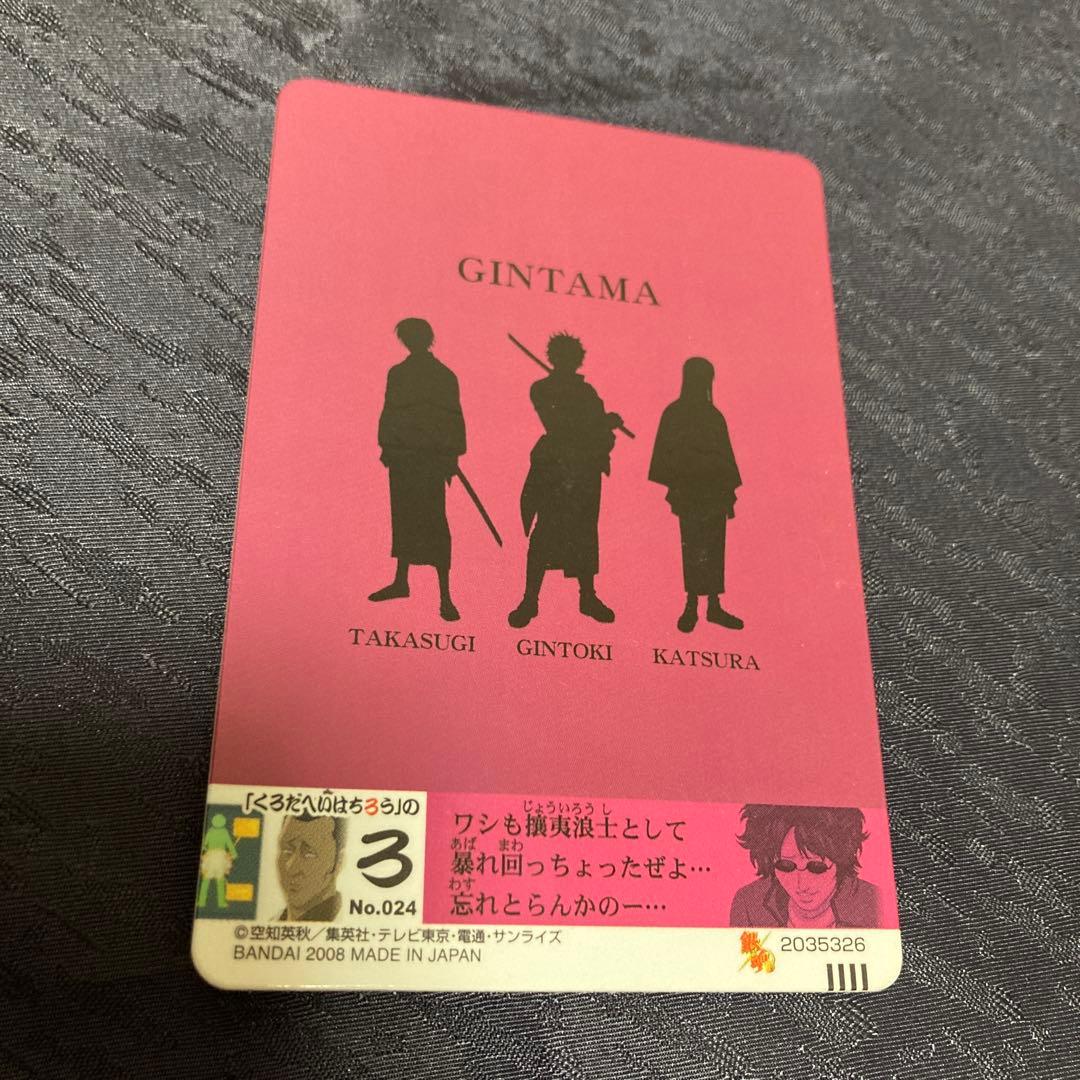 GINTAMA
TAKASUGI GINTOKI KATSURA
「くろだへいはちろう」の
ろ
No.024
じょういろうし
ワシも攘夷浪士として
あば まわ
暴れ回っちょったぜよ…
わす
忘れとらんかのー…
©空知英秋/集英社・テレビ東京・電通・サンライズ
BANDAI 2008 MADE IN JAPAN
銀魂
2035326